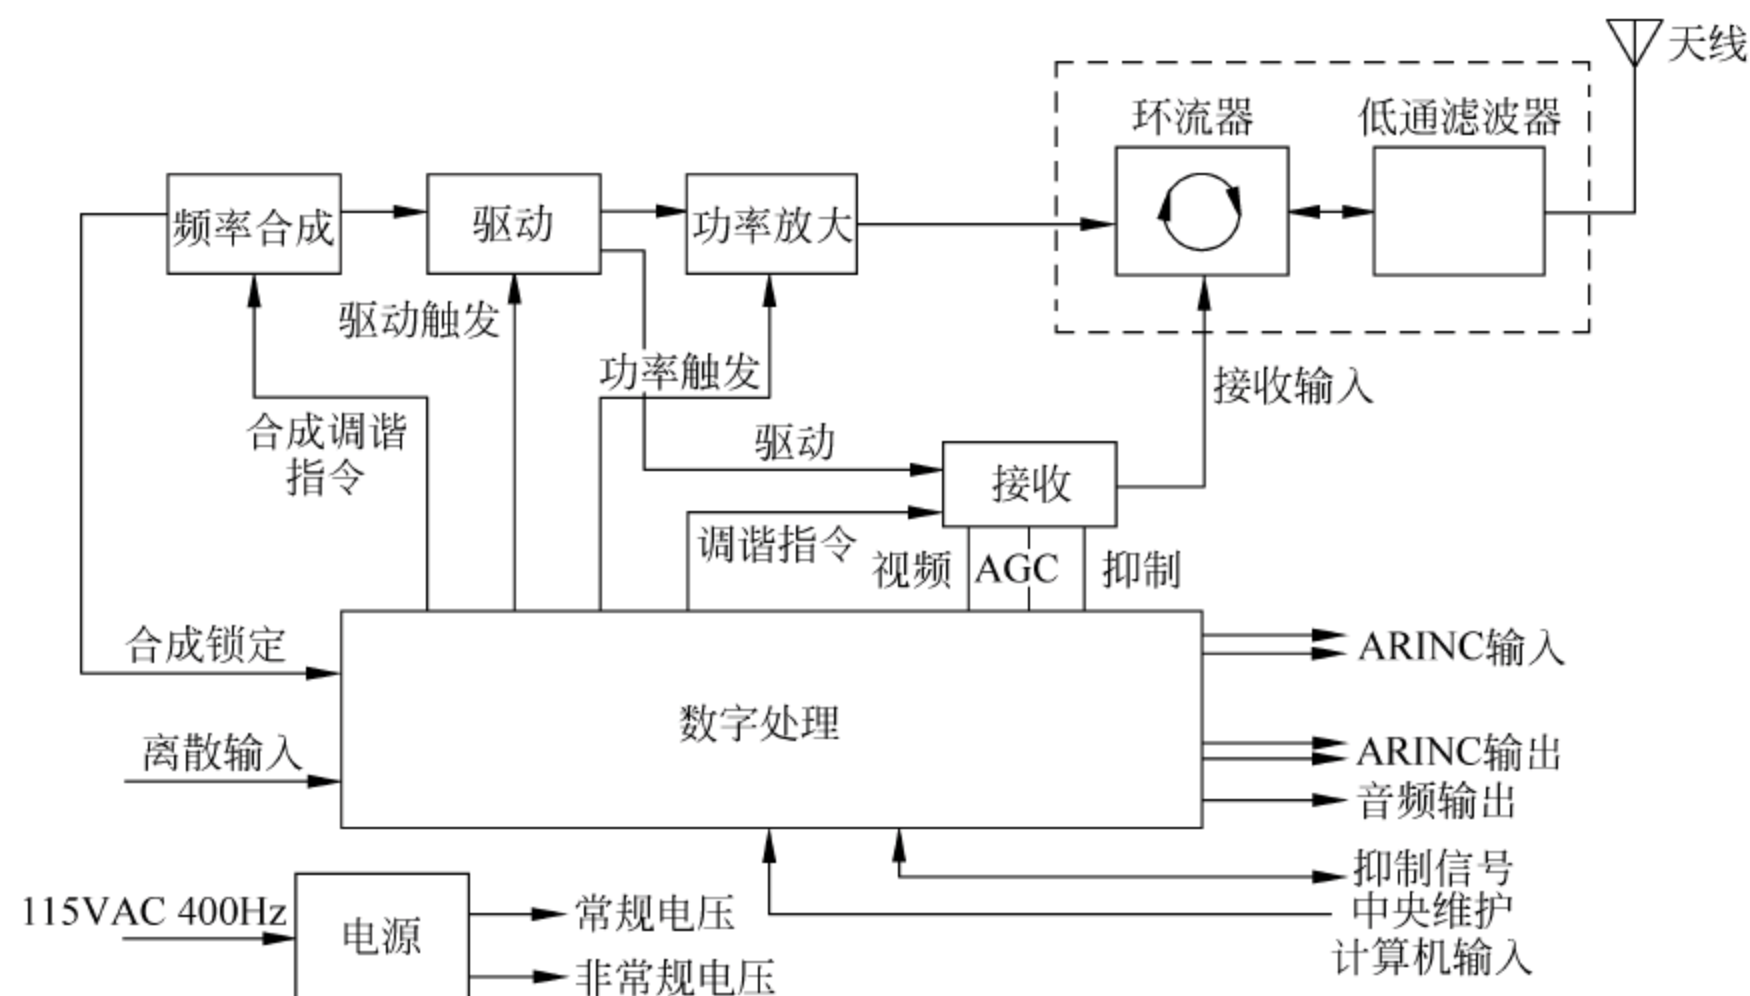 天线
环流器
低通滤波器
频率合成
驱动
功率放大
驱动触发
功率触发
接收输入
合成调谐
指令
驱动
接收
调谐指令
视频
AGC
抑制
合成锁定
ARINC输入
数字处理
离散输入
ARINC输出
音频输出
抑制信号
115VAC 400Hz
常规电压
中央维护
计算机输入
电源
非常规电压